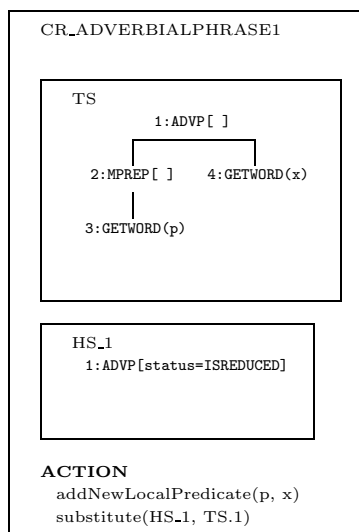 CR_ADVERBIALPHRASE1
TS
1:ADVP[ ]
2:MPREP[ ] 4:GETWORD(x)
3:GETWORD(p)
HS_1
1:ADVP[status=ISREDUCED]
ACTION
addNewLocalPredicate(p, x)
substitute(HS_1, TS.1)